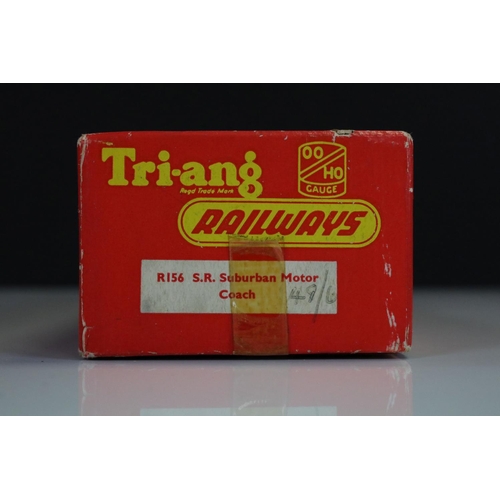 Tri-ang
Regd Trade Mark
OO
HO
GAUGE
RAILWAYS
R156 S.R. Suburban Motor
Coach 49/6